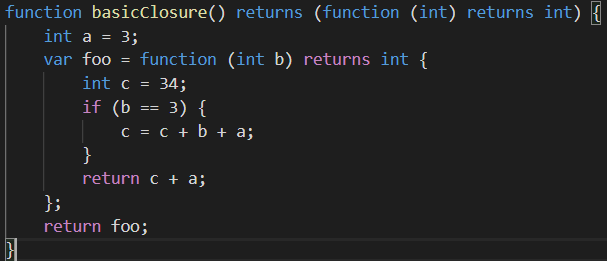 function basicClosure() returns (function (int) returns int) {
    int a = 3;
    var foo = function (int b) returns int {
        int c = 34;
        if (b == 3) {
            c = c + b + a;
        }
        return c + a;
    };
    return foo;
}